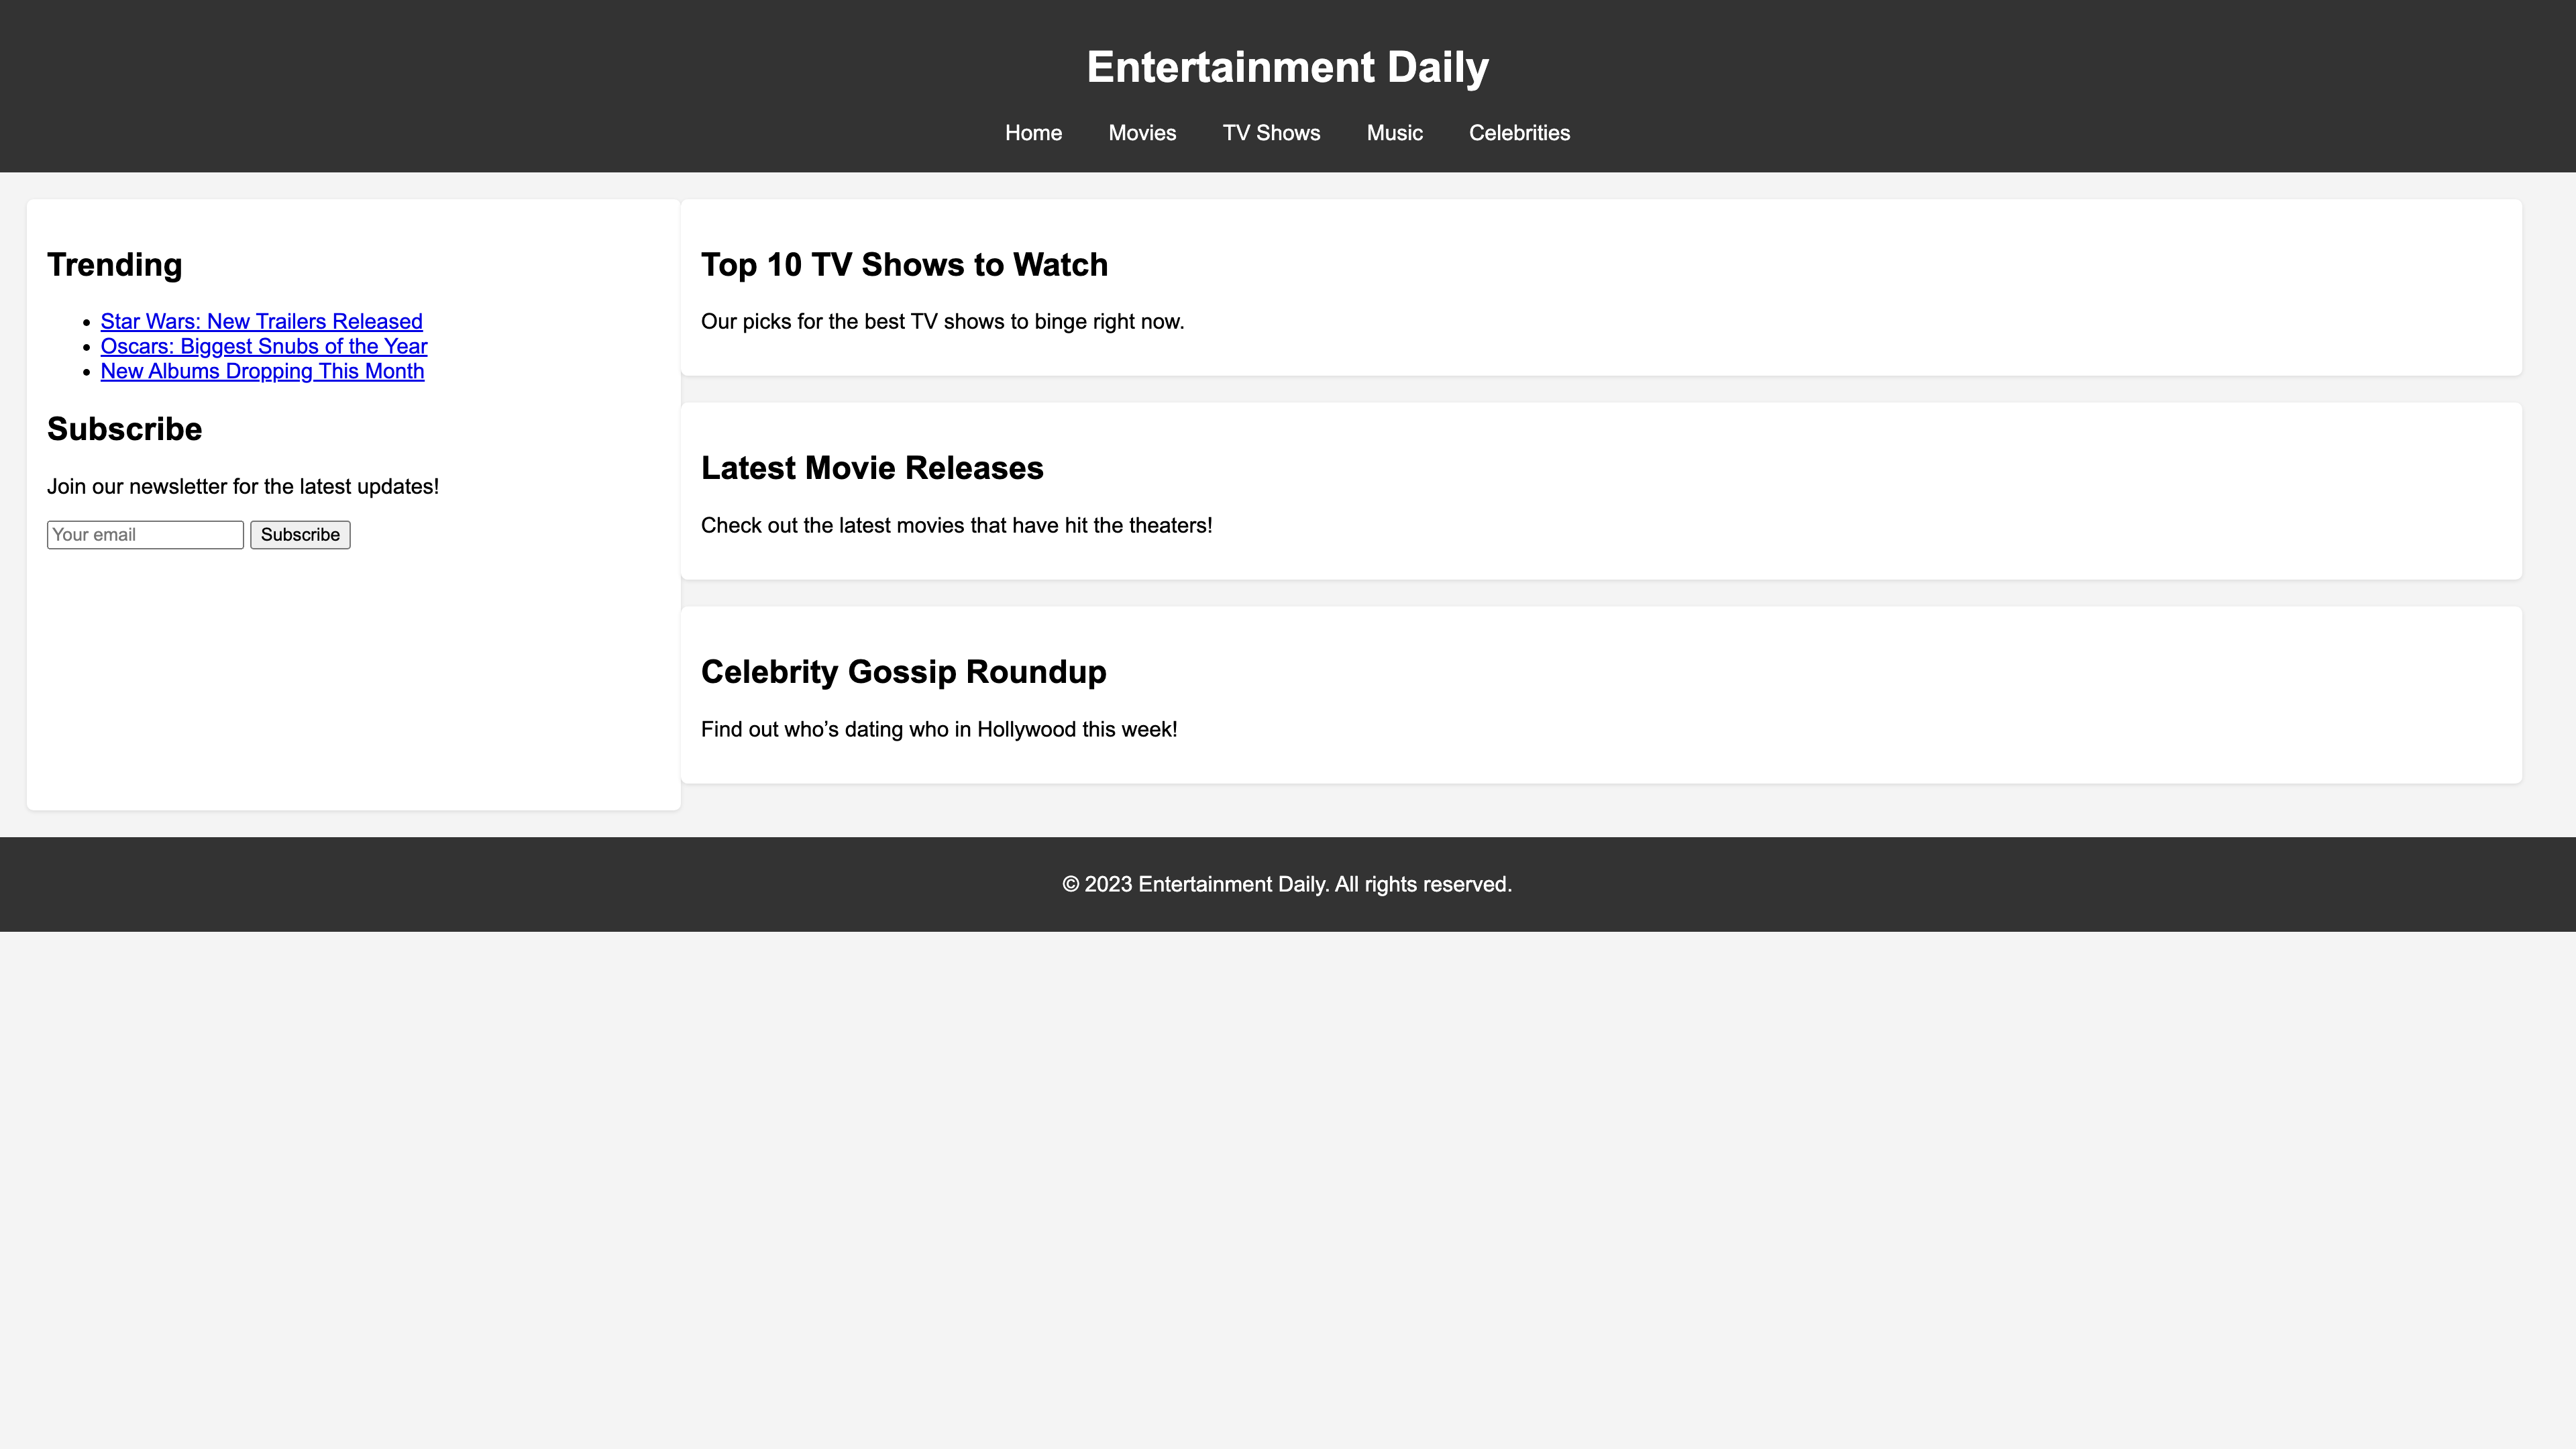 Entertainment Daily
Home Movies TV Shows Music Celebrities
Trending
Star Wars: New Trailers Released
Oscars: Biggest Snubs of the Year
New Albums Dropping This Month
Subscribe
Join our newsletter for the latest updates!
Your email Subscribe
Top 10 TV Shows to Watch
Our picks for the best TV shows to binge right now.
Latest Movie Releases
Check out the latest movies that have hit the theaters!
Celebrity Gossip Roundup
Find out who’s dating who in Hollywood this week!
© 2023 Entertainment Daily. All rights reserved.